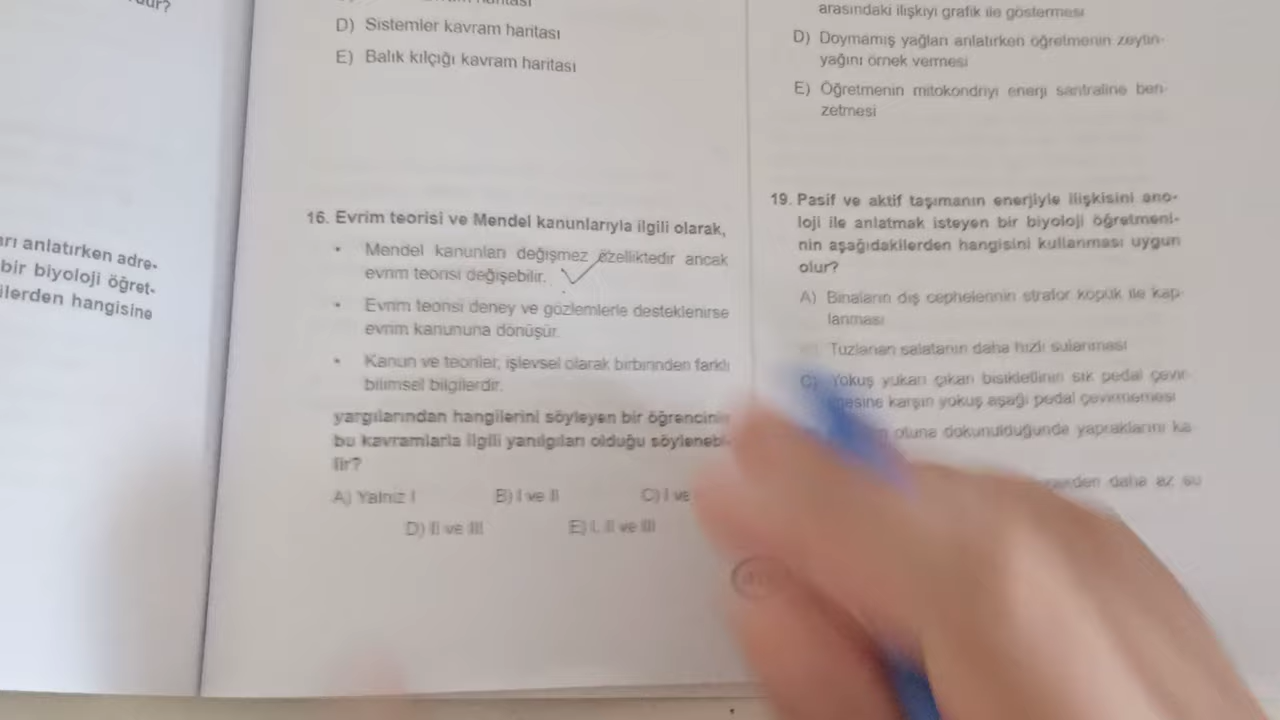 D) Sistemler kavram haritası
E) Balık kılçığı kavram haritası
16. Evrim teorisi ve Mendel kanunlarıyla ilgili olarak,
• Mendel kanunları değişmez özelliktedir ancak
evrim teorisi değişebilir.
• Evrim teorisi deney ve gözlemlerle desteklenirse
evrim kanununa dönüşür.
• Kanun ve teoriler, işlevsel olarak birbirinden farklı
bilimsel bilgilerdir.
yargılarından hangilerini söyleyen bir öğrencinin
bu kavramlarla ilgili yanılgıları olduğu söylenebi-
lir?
A) Yalnız I B) I ve II C) I ve
D) II ve III E) I, II ve III
arı anlatırken adre-
bir biyoloji öğret-
ilerden hangisine
arasındaki ilişkiyi grafik ile göstermesi
D) Doymamış yağları anlatırken öğretmenin zeytin-
yağını örnek vermesi
E) Öğretmenin mitokondriyi enerji santraline ben-
zetmesi
19. Pasif ve aktif taşımanın enerjiyle ilişkisini ano-
loji ile anlatmak isteyen bir biyoloji öğretmeni-
nin aşağıdakilerden hangisini kullanması uygun
olur?
A) Binaların dış cephelerinin strafor köpük ile kap-
lanması
Tuzlanan salatanın daha hızlı sulanması
C) Yokuş yukarı çıkan bisikletlinin sık pedal çevir-
mesine karşın yokuş aşağı pedal çevirmemesi
otuna dokunulduğunda yapraklarını ka-
daha az su